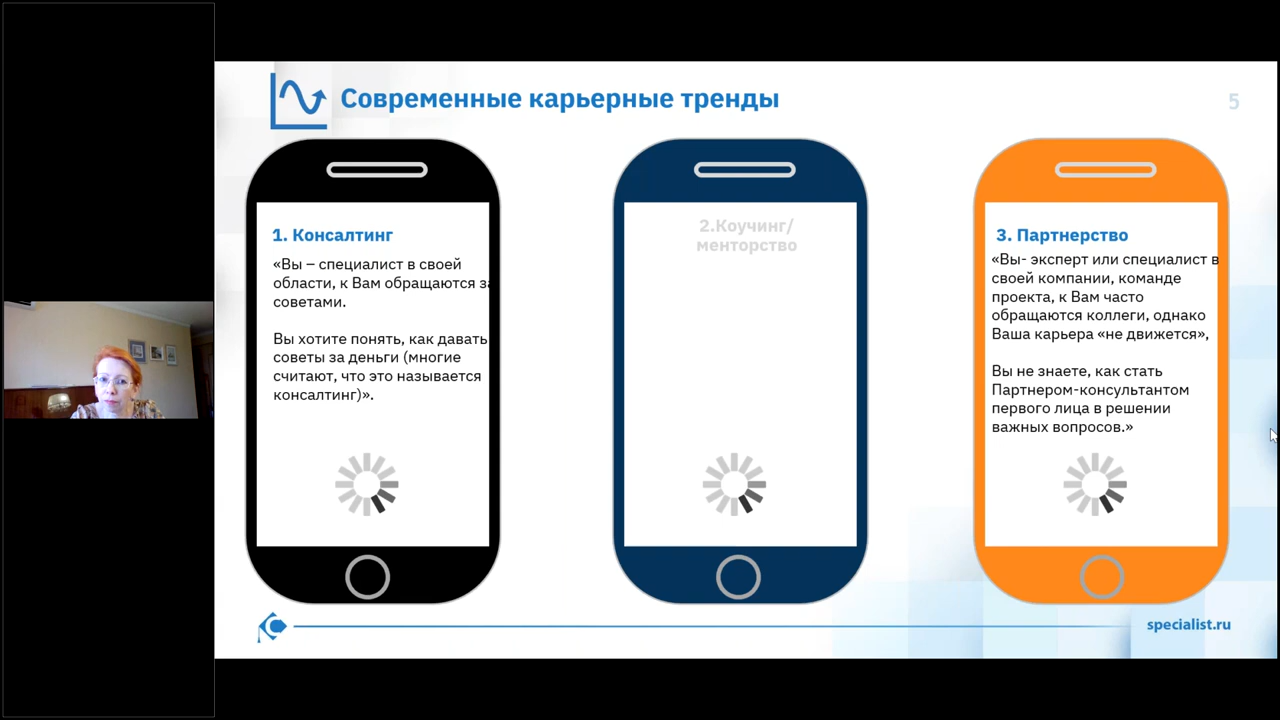 Современные карьерные тренды
5
1. Консалтинг
«Вы – специалист в своей
области, к Вам обращаются за
советами.
Вы хотите понять, как давать
советы за деньги (многие
считают, что это называется
консалтинг)».
2.Коучинг/
менторство
3. Партнерство
«Вы- эксперт или специалист в
своей компании, команде
проекта, к Вам часто
обращаются коллеги, однако
Ваша карьера «не движется»,
Вы не знаете, как стать
Партнером-консультантом
первого лица в решении
важных вопросов.»
specialist.ru